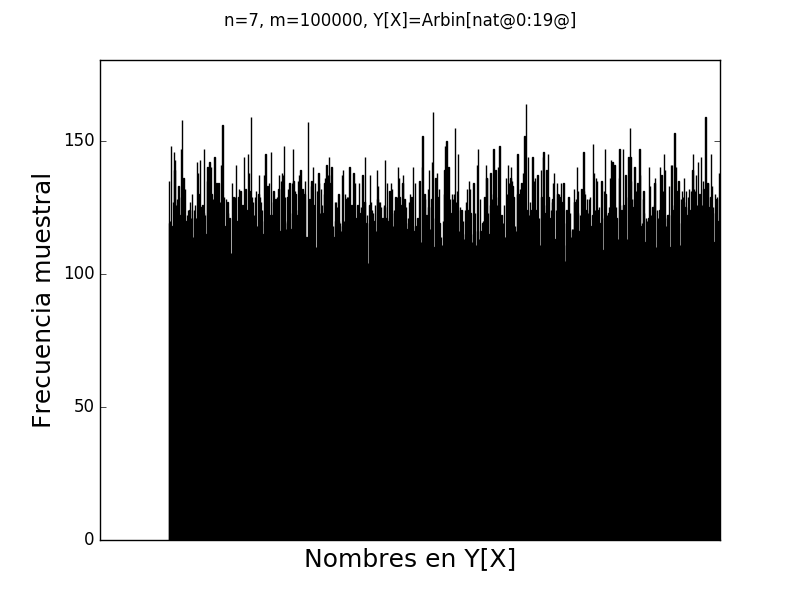 n=7, m=100000, Y[X]=Arbin[nat@0:19@]
150
100
50
0
Frecuencia muestral
Nombres en Y[X]